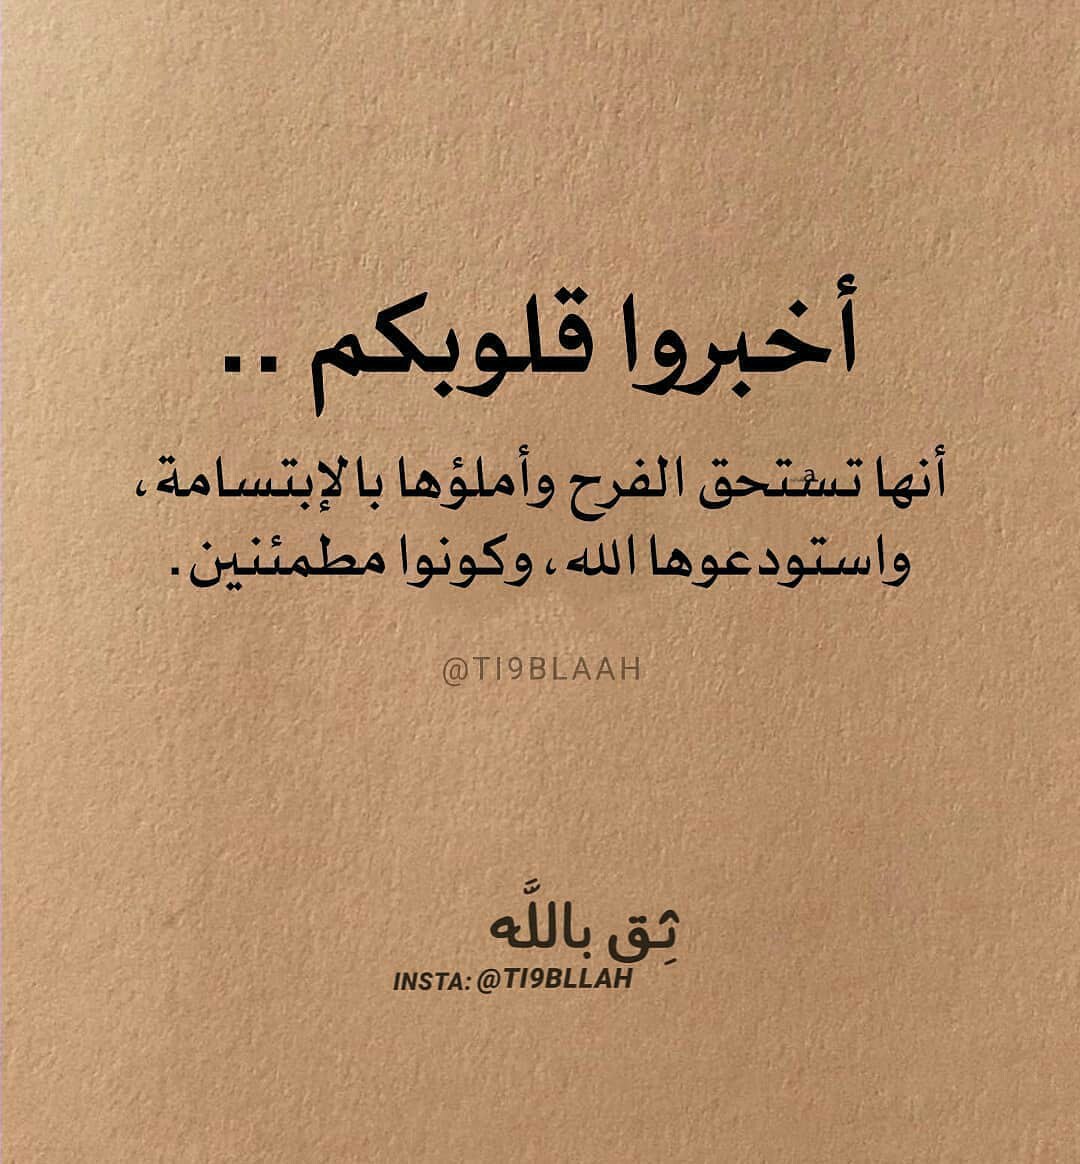 أخبروا قلوبكم ..
أنها تستحق الفرح وأملؤها بالإبتسامة،
واستودعوها الله، وكونوا مطمئنين.
@TI9BLAAH
ثِق باللَّه
INSTA: @TI9BLLAH